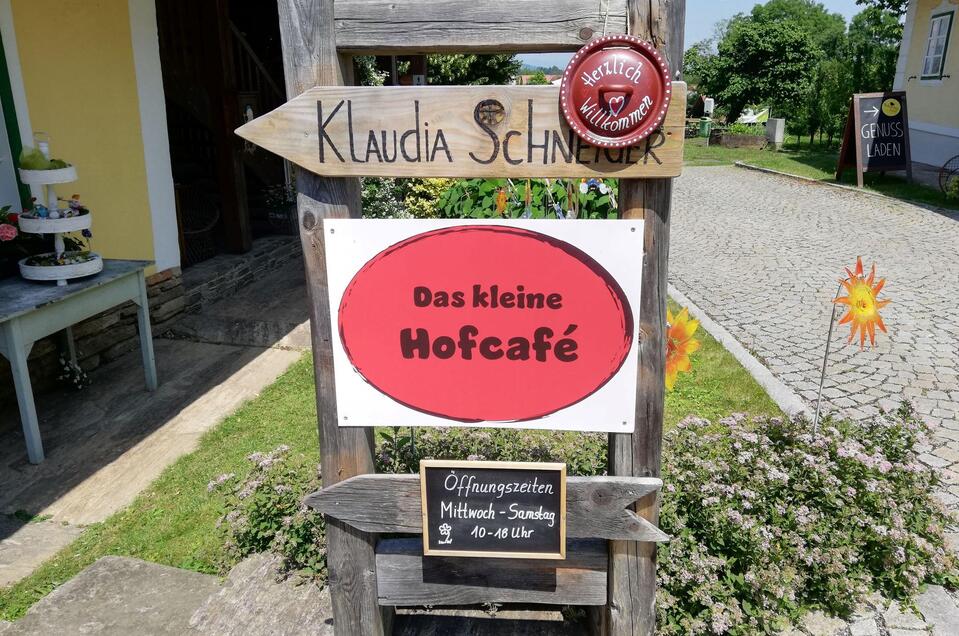 Herzlich
Willkommen
Klaudia Schneider
GENUSS
LADEN
Das kleine
Hofcafé
Öffnungszeiten
Mittwoch - Samstag
10-18 Uhr